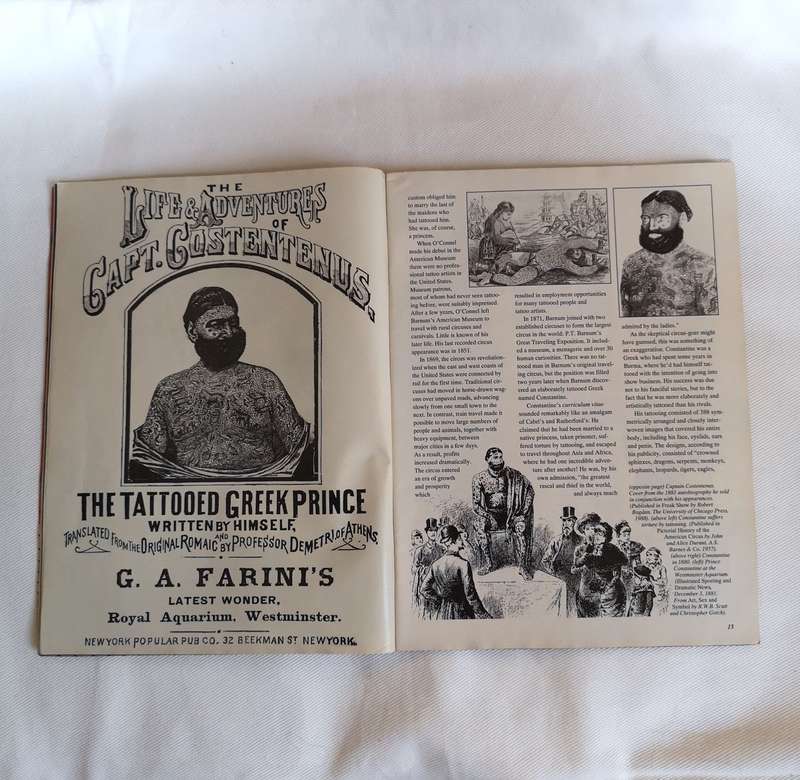 THE
LIFE & ADVENTURES
OF
CAPT. COSTENTENUS.
THE TATTOOED GREEK PRINCE
WRITTEN BY HIMSELF,
TRANSLATED FROM THE ORIGINAL ROMAIC AND BY PROFESSOR, DEMETRI OF ATHENS
G. A. FARINI'S
LATEST WONDER,
Royal Aquarium, Westminster.
NEW YORK POPULAR PUB CO. 32 BEEKMAN ST NEW YORK.
custom obliged him
to marry the last of
the maidens who
had tattooed him.
She was, of course,
a princess.
When O'Connel
made his debut in the
American Museum
there were no profes-
sional tattoo artists in
the United States.
Museum patrons,
most of whom had never seen tattoo-
ing before, were suitably impressed.
After a few years, O'Connel left
Barnum's American Museum to
travel with rural circuses and
carnivals. Little is known of his
later life. His last recorded circus
appearance was in 1851.
In 1869, the circus was revolution-
ized when the east and west coasts of
the United States were connected by
rail for the first time. Traditional cir-
cuses had moved in horse-drawn wag-
ons over unpaved roads, advancing
slowly from one small town to the
next. In contrast, train travel made it
possible to move large numbers of
people and animals, together with
heavy equipment, between
major cities in a few days.
As a result, profits
increased dramatically.
The circus entered
an era of growth
and prosperity
which
resulted in employment opportunities
for many tattooed people and
tattoo artists.
In 1871, Barnum joined with two
established circuses to form the largest
circus in the world: P.T. Barnum's
Great Traveling Exposition. It includ-
ed a museum, a menagerie and over 30
human curiosities. There was no tat-
tooed man in Barnum's original travel-
ing circus, but the position was filled
two years later when Barnum discov-
ered an elaborately tattooed Greek
named Constantine.
Constantine's curriculum vitae
sounded remarkably like an amalgam
of Cabri's and Rutherford's. He
claimed that he had been married to a
native princess, taken prisoner, suf-
fered torture by tattooing, and escaped
to travel throughout Asia and Africa,
where he had one incredible adven-
ture after another! He was, by his
own admission, "the greatest
rascal and thief in the world,
and always much
admired by the ladies."
As the skeptical circus-goer might
have guessed, this was something of
an exaggeration. Constantine was a
Greek who had spent some years in
Burma, where he'd had himself tat-
tooed with the intention of going into
show business. His success was due
not to his fanciful stories, but to the
fact that he was more elaborately and
artistically tattooed than his rivals.
His tattooing consisted of 388 sym-
metrically arranged and closely inter-
woven images that covered his entire
body, including his face, eyelids, ears
and penis. The designs, according to
his publicity, consisted of "crowned
sphinxes, dragons, serpents, monkeys,
elephants, leopards, tigers, eagles,
(opposite page) Captain Costentenus.
Cover from the 1881 autobiography he sold
in conjunction with his appearances.
(Published in Freak Show by Robert
Bogdan. The University of Chicago Press,
1988). (above left) Constantine suffers
torture by tattooing. (Published in
Pictorial History of the
American Circus by John
and Alice Durant. A.S.
Barnes & Co. 1957).
(above right) Constantine
in 1880. (left) Prince
Constantine at the
Westminster Aquarium.
(Illustrated Sporting and
Dramatic News,
December 3, 1881.
From Art, Sex and
Symbol by R.W.B. Scutt
and Christopher Gotch).
15